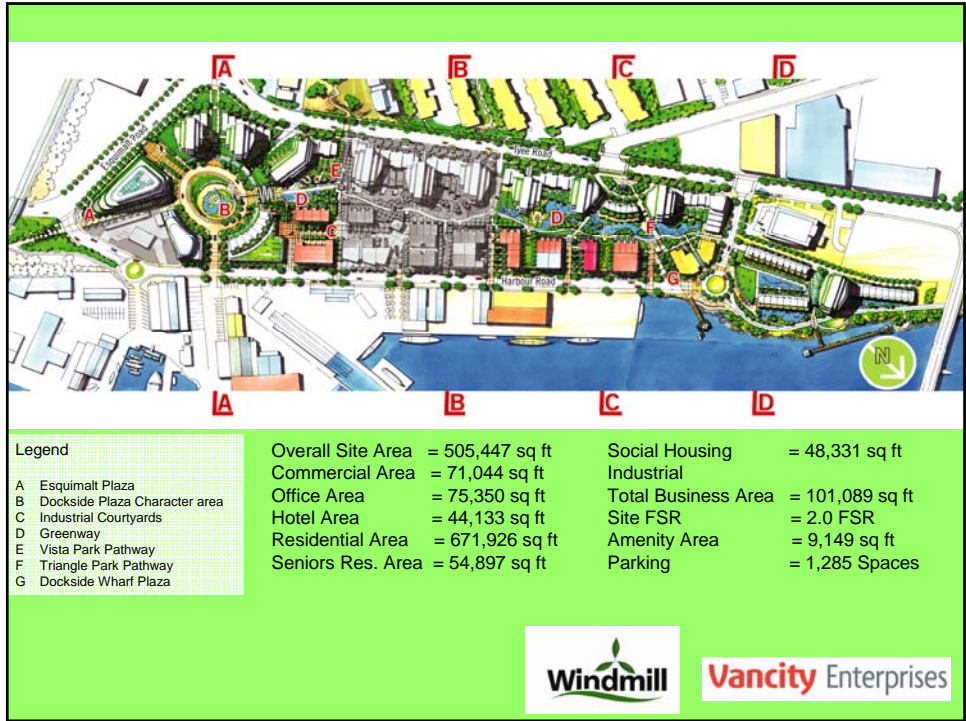 A
B
C
D
Esquimalt Road
Tyee Road
E
D
A
B
C
D
F
G
Harbour Road
N
A
B
C
D
Legend
A Esquimalt Plaza
B Dockside Plaza Character area
C Industrial Courtyards
D Greenway
E Vista Park Pathway
F Triangle Park Pathway
G Dockside Wharf Plaza
Overall Site Area = 505,447 sq ft
Commercial Area = 71,044 sq ft
Office Area = 75,350 sq ft
Hotel Area = 44,133 sq ft
Residential Area = 671,926 sq ft
Seniors Res. Area = 54,897 sq ft
Social Housing = 48,331 sq ft
Industrial
Total Business Area = 101,089 sq ft
Site FSR = 2.0 FSR
Amenity Area = 9,149 sq ft
Parking = 1,285 Spaces
Windmill
Vancity Enterprises